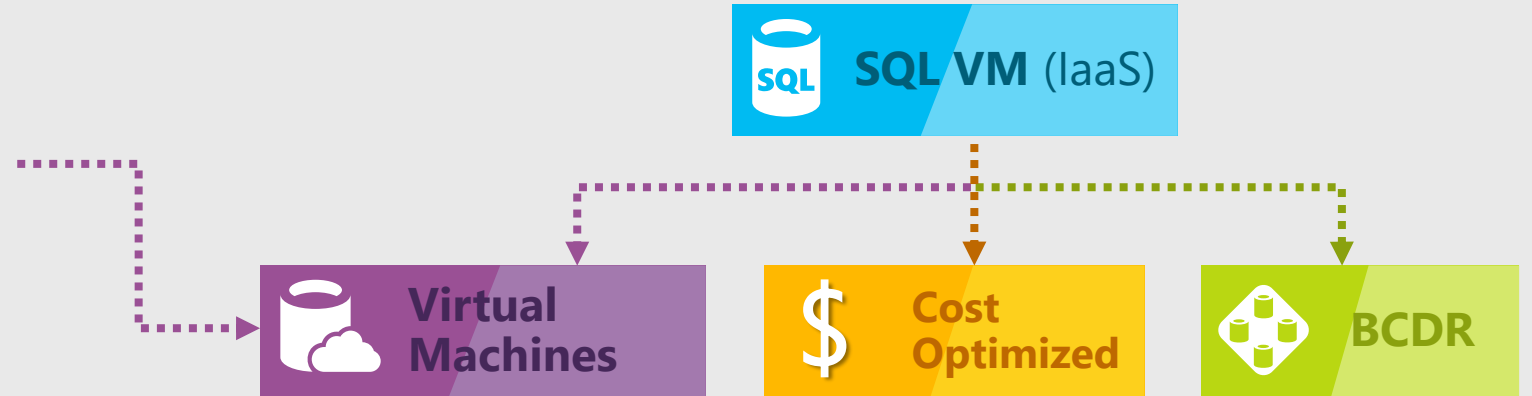 SQL
SQL VM (IaaS)
Virtual
Machines
$
Cost
Optimized
BCDR